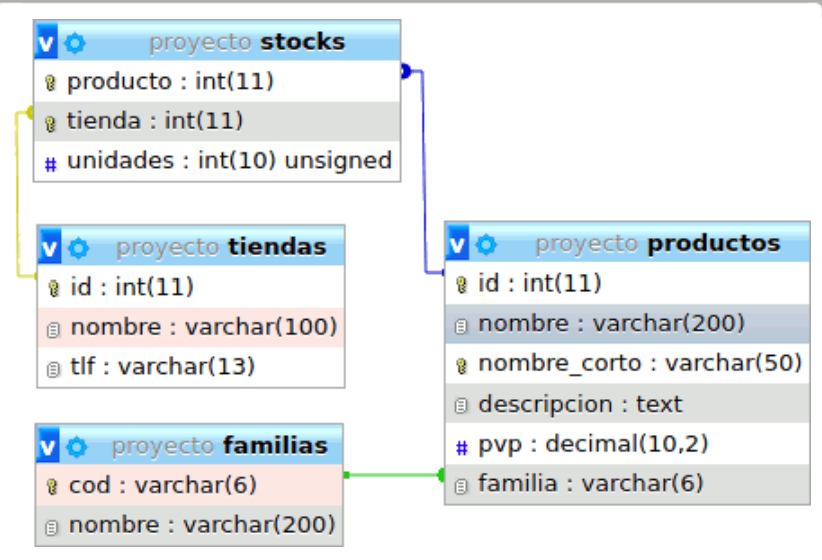 v proyecto stocks
producto : int(11)
tienda : int(11)
# unidades : int(10) unsigned
v proyecto tiendas
id : int(11)
nombre : varchar(100)
tlf : varchar(13)
v proyecto productos
id : int(11)
nombre : varchar(200)
nombre_corto : varchar(50)
descripcion : text
# pvp : decimal(10,2)
familia : varchar(6)
v proyecto familias
cod : varchar(6)
nombre : varchar(200)